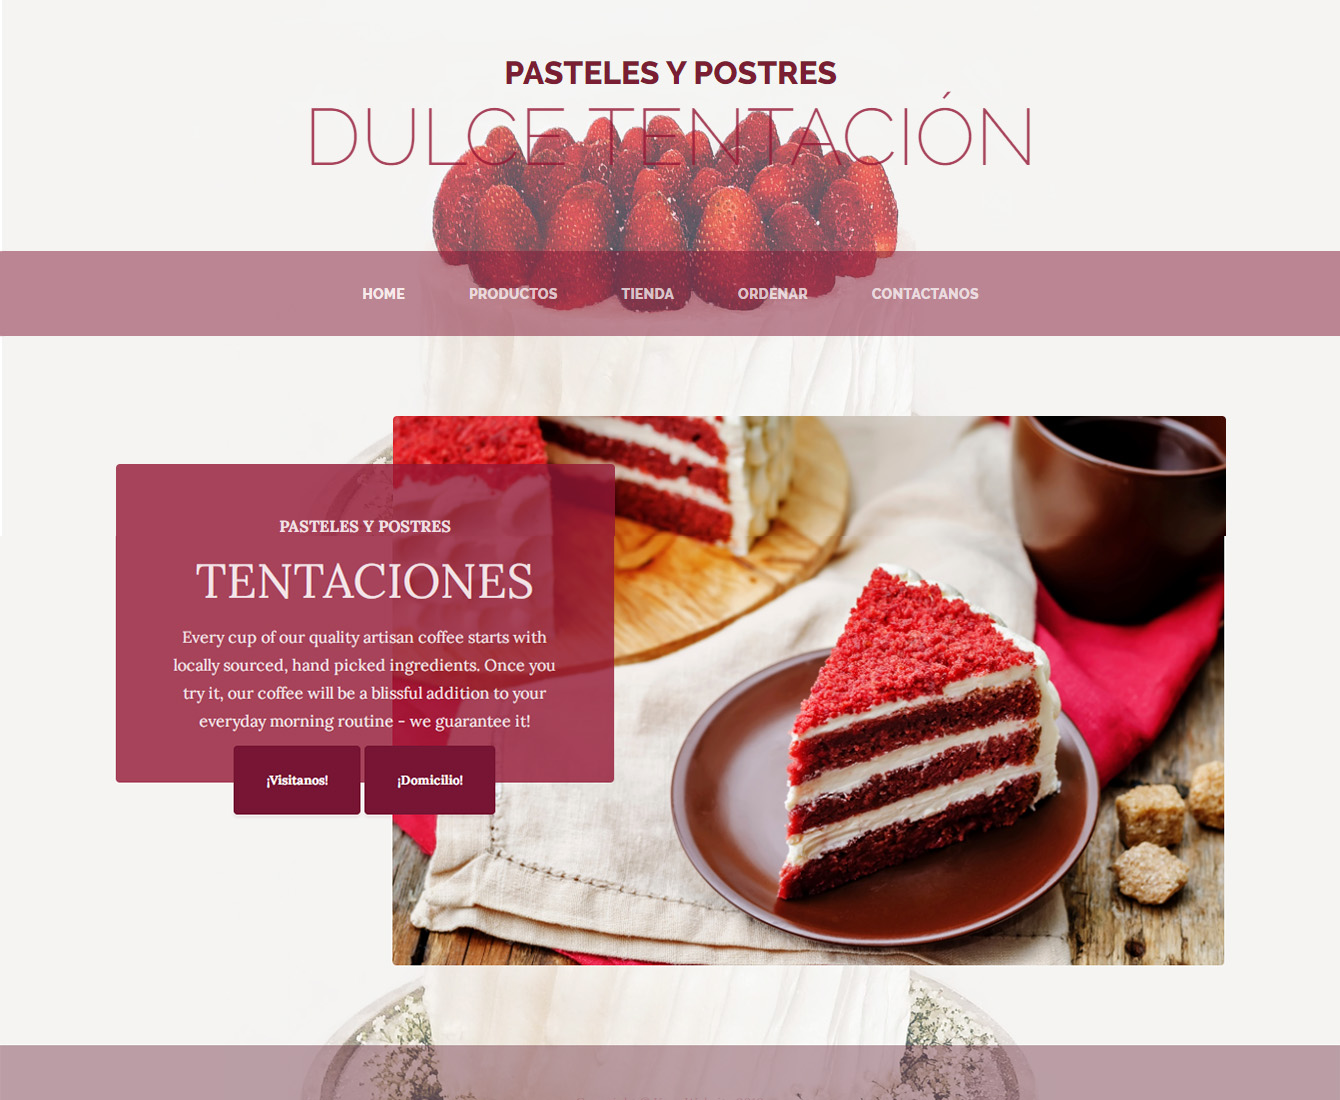 PASTELES Y POSTRES
DULCE TENTACIÓN
HOME PRODUCTOS TIENDA ORDENAR CONTACTANOS
PASTELES Y POSTRES
TENTACIONES
Every cup of our quality artisan coffee starts with
locally sourced, hand picked ingredients. Once you
try it, our coffee will be a blissful addition to your
everyday morning routine - we guarantee it!
¡Visitanos! ¡Domicilio!